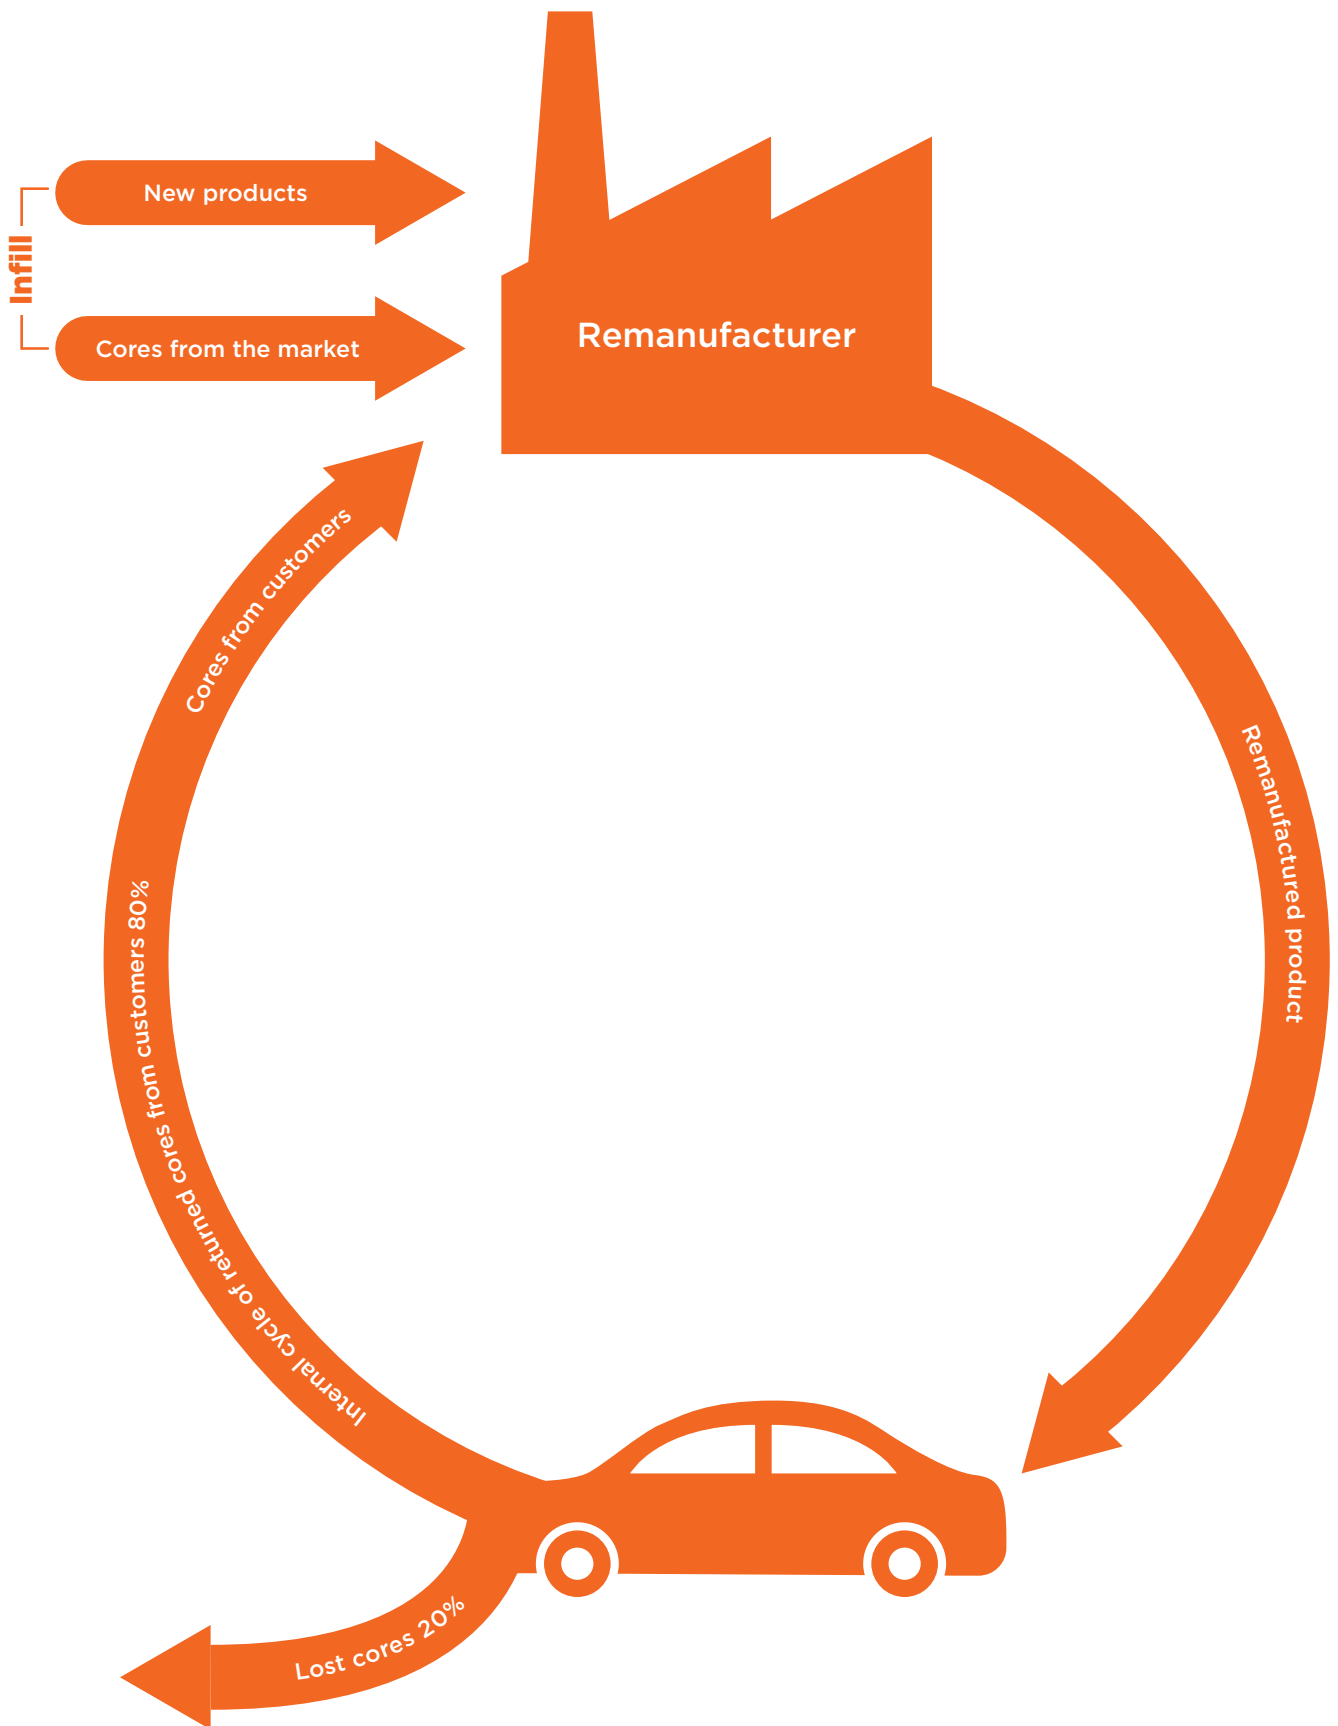 New products
Infill
Cores from the market
Remanufacturer
Cores from customers
Remanufactured product
Internal cycle of returned cores from customers 80%
Lost cores 20%